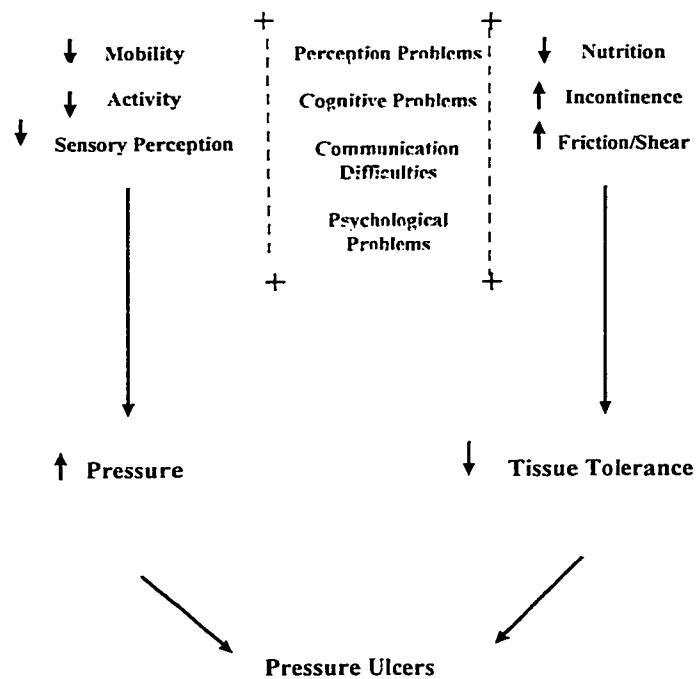 Mobility
Activity
Sensory Perception
Perception Problems
Cognitive Problems
Communication
Difficulties
Psychological
Problems
Nutrition
Incontinence
Friction/Shear
Pressure
Tissue Tolerance
Pressure Ulcers